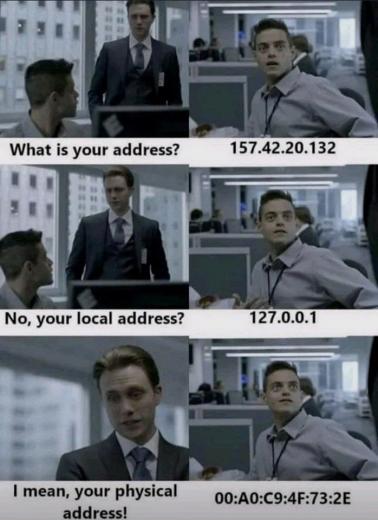 What is your address?
157.42.20.132
No, your local address?
127.0.0.1
I mean, your physical
address!
00:A0:C9:4F:73:2E